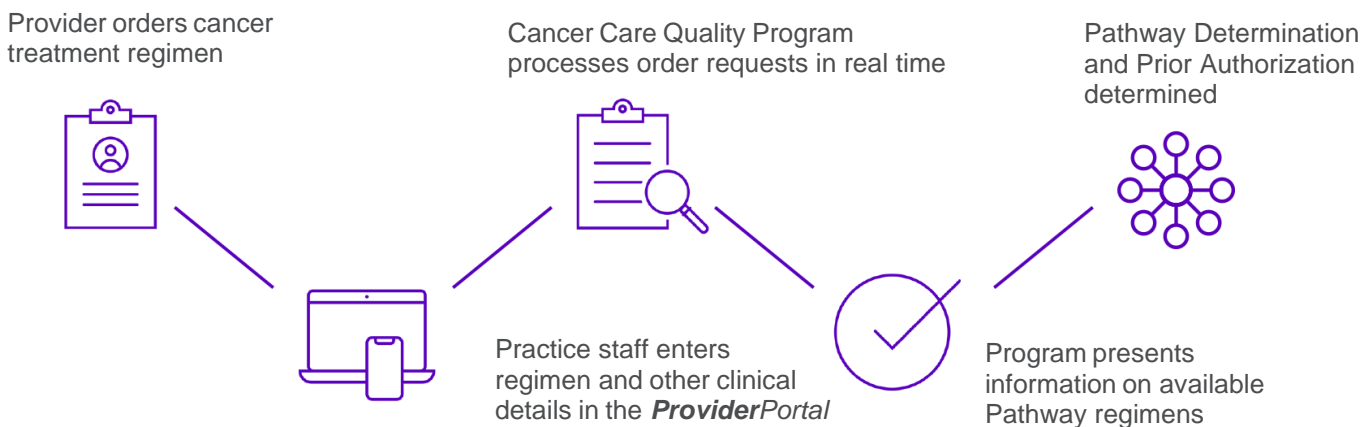 Provider orders cancer
treatment regimen
Practice staff enters
regimen and other clinical
details in the ProviderPortal
Cancer Care Quality Program
processes order requests in real time
Program presents
information on available
Pathway regimens
Pathway Determination
and Prior Authorization
determined